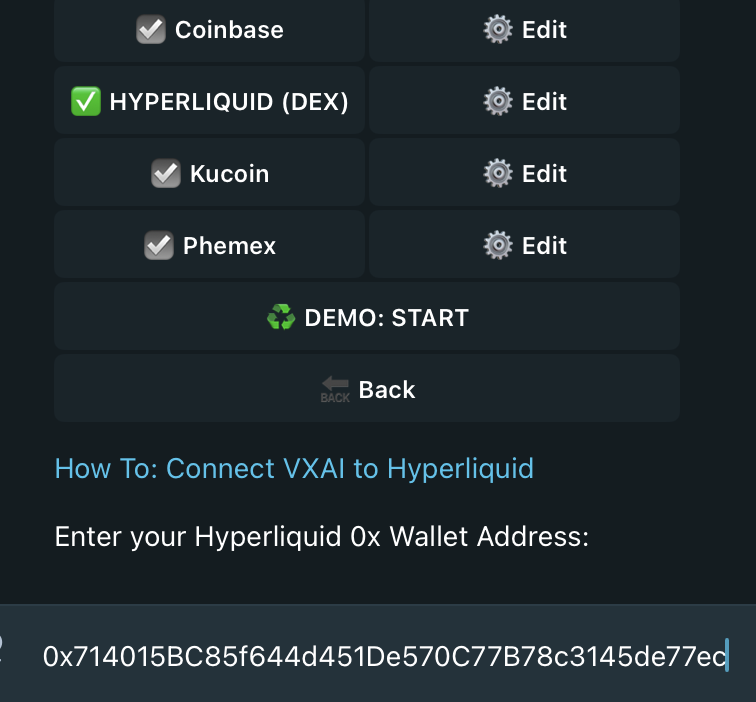 Coinbase
Edit
HYPERLIQUID (DEX)
Edit
Kucoin
Edit
Phemex
Edit
DEMO: START
BACK Back
How To: Connect VXAI to Hyperliquid
Enter your Hyperliquid 0x Wallet Address:
0x714015BC85f644d451De570C77B78c3145de77ec